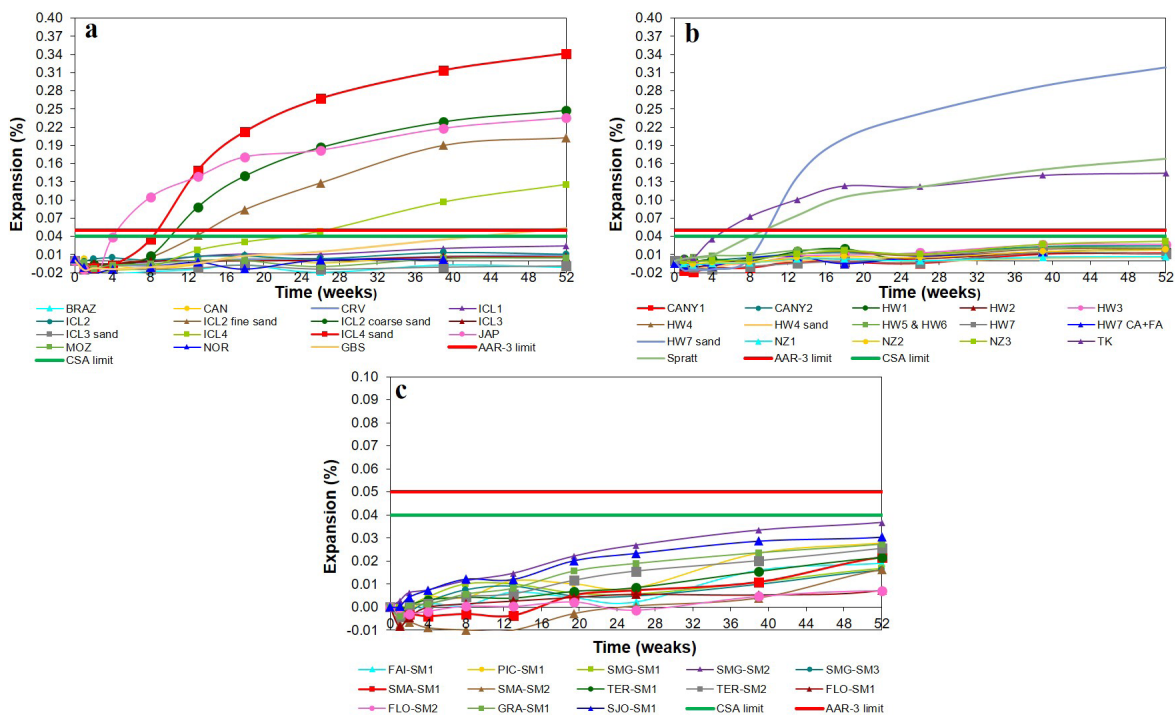 a
0.40
0.37
0.34
0.31
0.28
0.25
0.22
0.19
0.16
0.13
0.10
0.07
0.04
0.01
-0.02
Expansion (%)
0 4 8 12 16 20 24 28 32 36 40 44 48 52
Time (weeks)
BRAZ CAN CRV ICL1
ICL2 ICL2 fine sand ICL2 coarse sand ICL3
ICL3 sand ICL4 ICL4 sand JAP
MOZ NOR GBS AAR-3 limit
CSA limit
b
0.40
0.37
0.34
0.31
0.28
0.25
0.22
0.19
0.16
0.13
0.10
0.07
0.04
0.01
-0.02
Expansion (%)
0 4 8 12 16 20 24 28 32 36 40 44 48 52
Time (weeks)
CANY1 CANY2 HW1 HW2 HW3
HW4 HW4 sand HW5 & HW6 HW7 HW7 CA+FA
HW7 sand NZ1 NZ2 NZ3 TK
Spratt AAR-3 limit CSA limit
c
0.10
0.09
0.08
0.07
0.06
0.05
0.04
0.03
0.02
0.01
0.00
-0.01
Expansion (%)
0 4 8 12 16 20 24 28 32 36 40 44 48 52
Time (weaks)
FAI-SM1 PIC-SM1 SMG-SM1 SMG-SM2 SMG-SM3
SMA-SM1 SMA-SM2 TER-SM1 TER-SM2 FLO-SM1
FLO-SM2 GRA-SM1 SJO-SM1 CSA limit AAR-3 limit